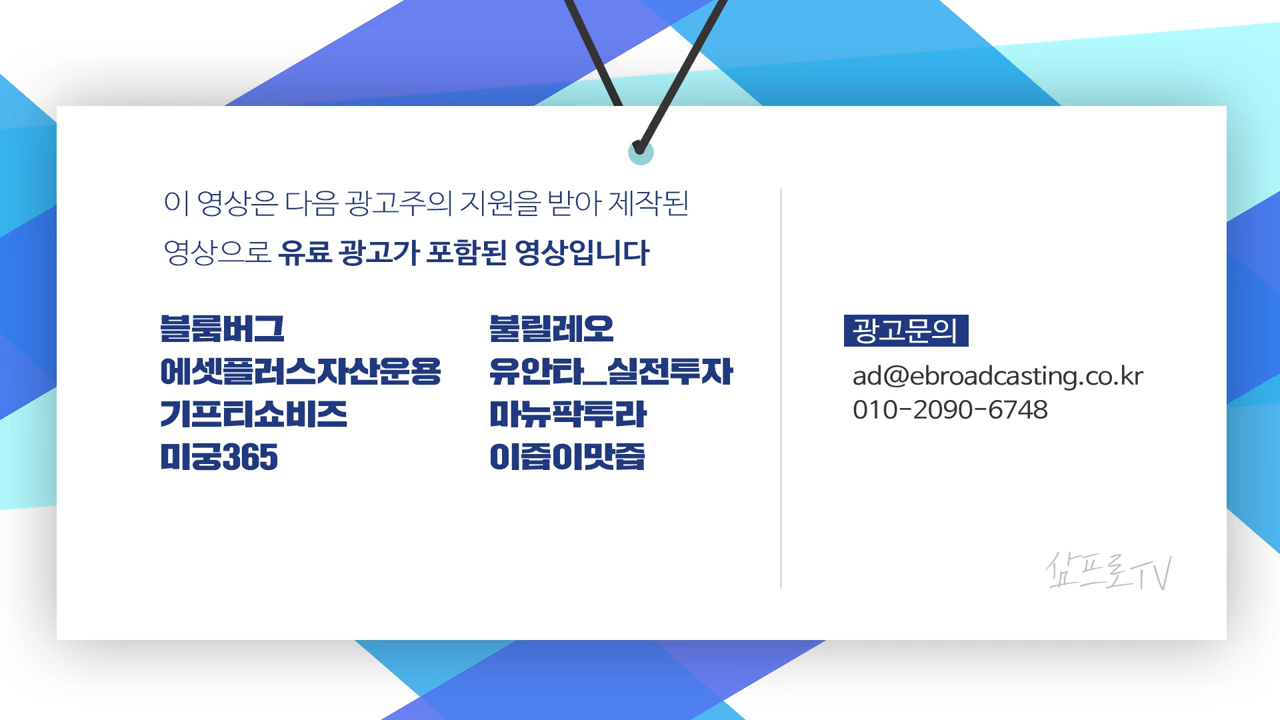 이 영상은 다음 광고주의 지원을 받아 제작된
영상으로 유료 광고가 포함된 영상입니다
블룸버그
에셋플러스자산운용
기프티쇼비즈
미궁365
불릴레오
유안타_실전투자
마뉴팍투라
이즙이맛즙
광고문의
ad@ebroadcasting.co.kr
010-2090-6748
삼프로TV